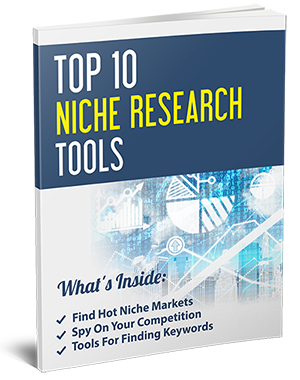 TOP 10
NICHE RESEARCH
TOOLS
What's Inside:
✓ Find Hot Niche Markets
✓ Spy On Your Competition
✓ Tools For Finding Keywords